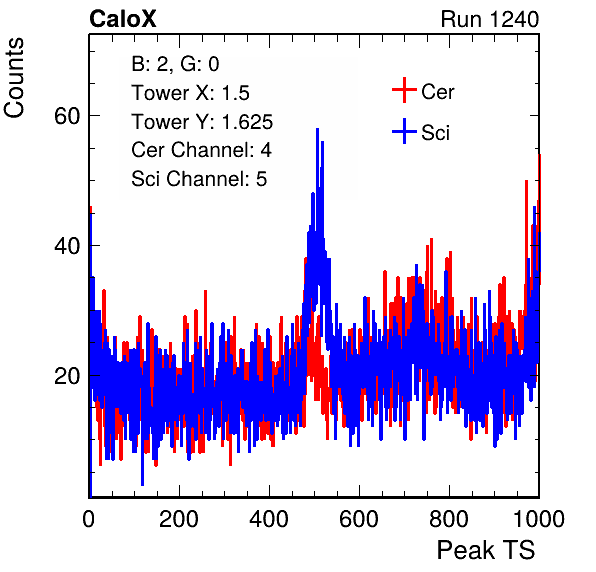 CaloX Run 1240
Counts
B: 2, G: 0
Tower X: 1.5
Tower Y: 1.625
Cer Channel: 4
Sci Channel: 5
Cer
Sci
60
40
20
0 200 400 600 800 1000
Peak TS